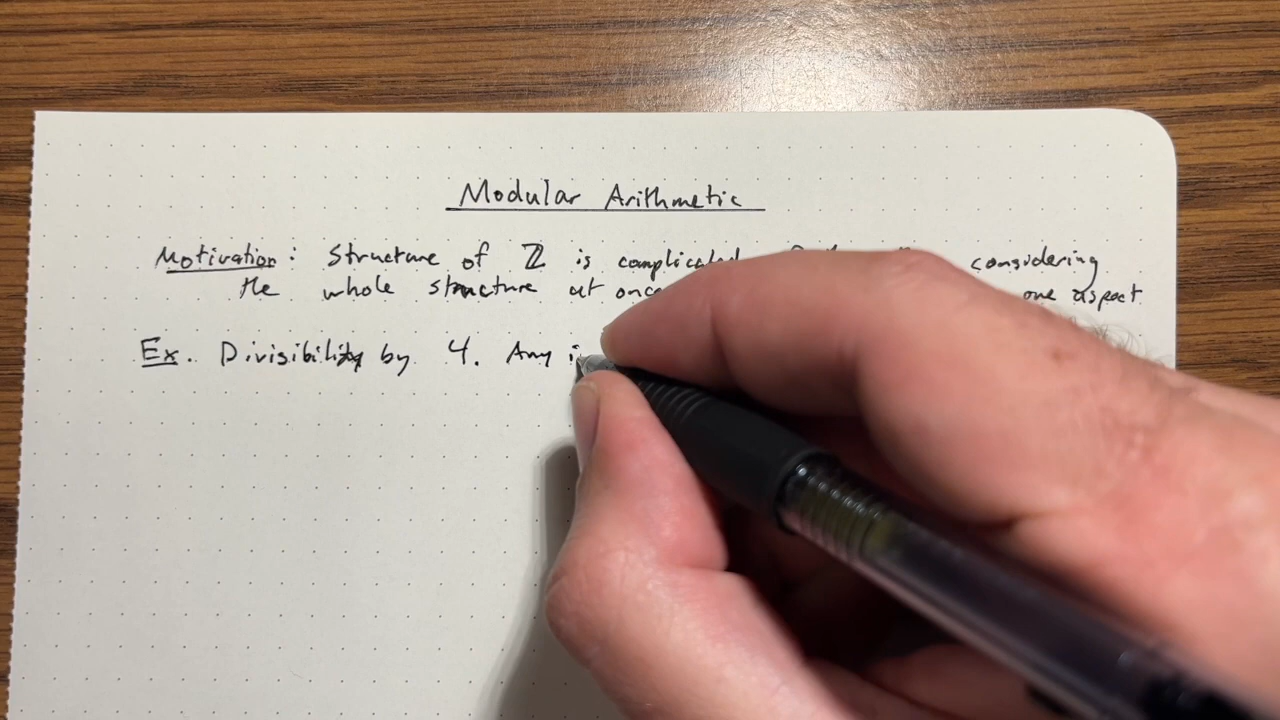 Modular Arithmetic
Motivation: Structure of ℤ is complicated considering
the whole structure at once one aspect
Ex. Divisibility by 4. Any